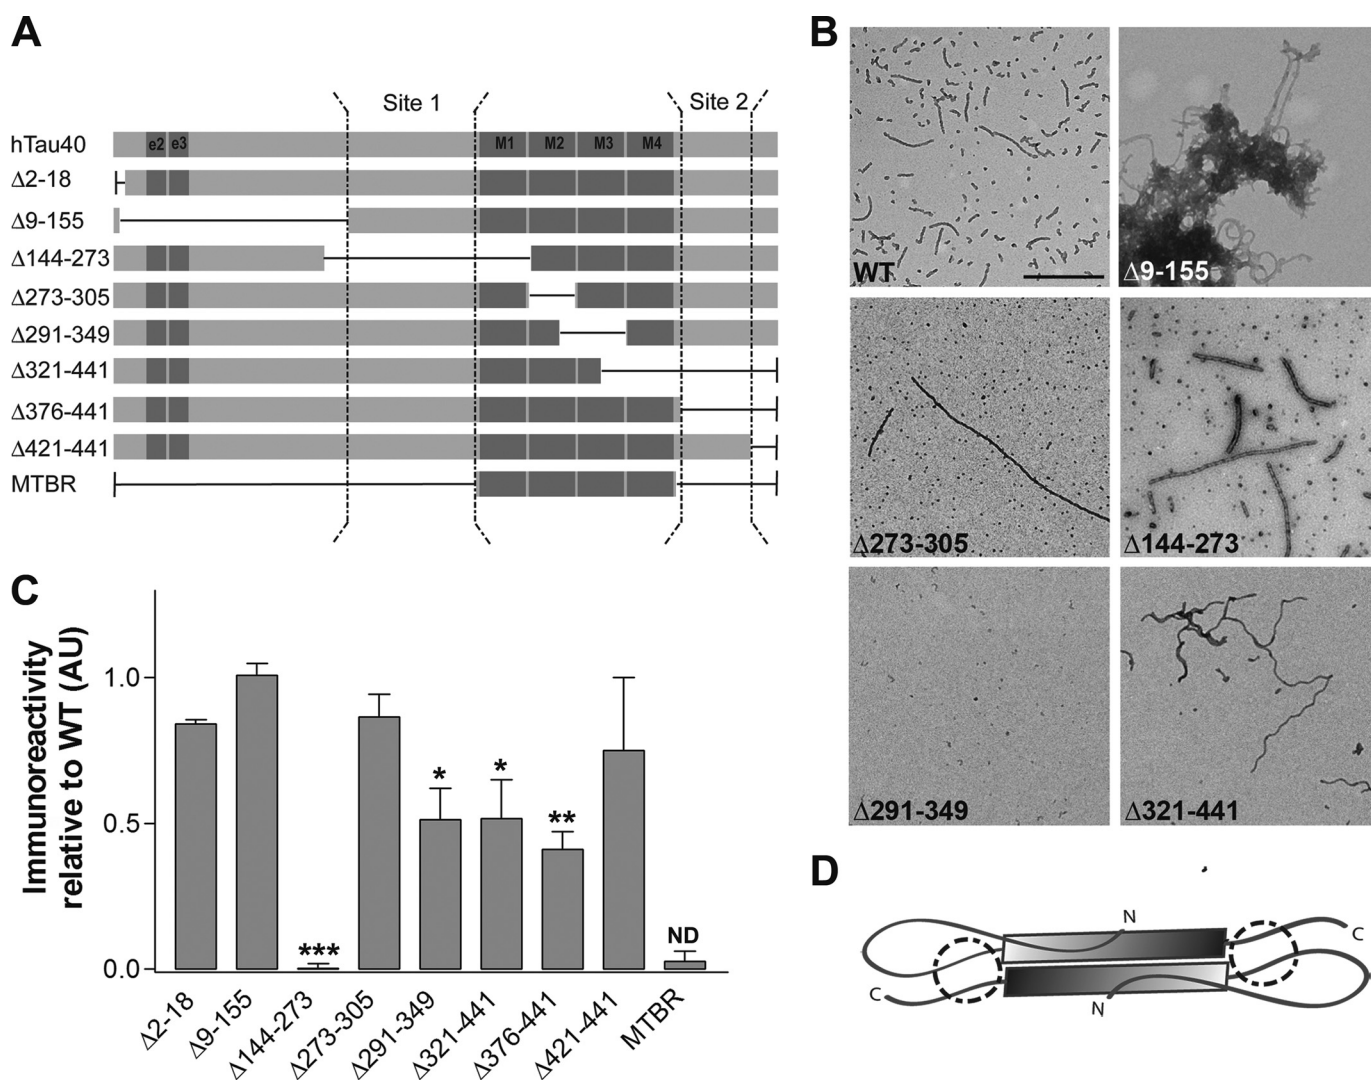 A
Site 1
Site 2
hTau40
e2
e3
M1
M2
M3
M4
Δ2-18
Δ9-155
Δ144-273
Δ273-305
Δ291-349
Δ321-441
Δ376-441
Δ421-441
MTBR
B
WT
Δ9-155
Δ273-305
Δ144-273
Δ291-349
Δ321-441
C
Immunoreactivity
relative to WT (AU)
1.0
0.5
0.0
***
*
*
**
ND
Δ2-18
Δ9-155
Δ144-273
Δ273-305
Δ291-349
Δ321-441
Δ376-441
Δ421-441
MTBR
D
N
C
C
N